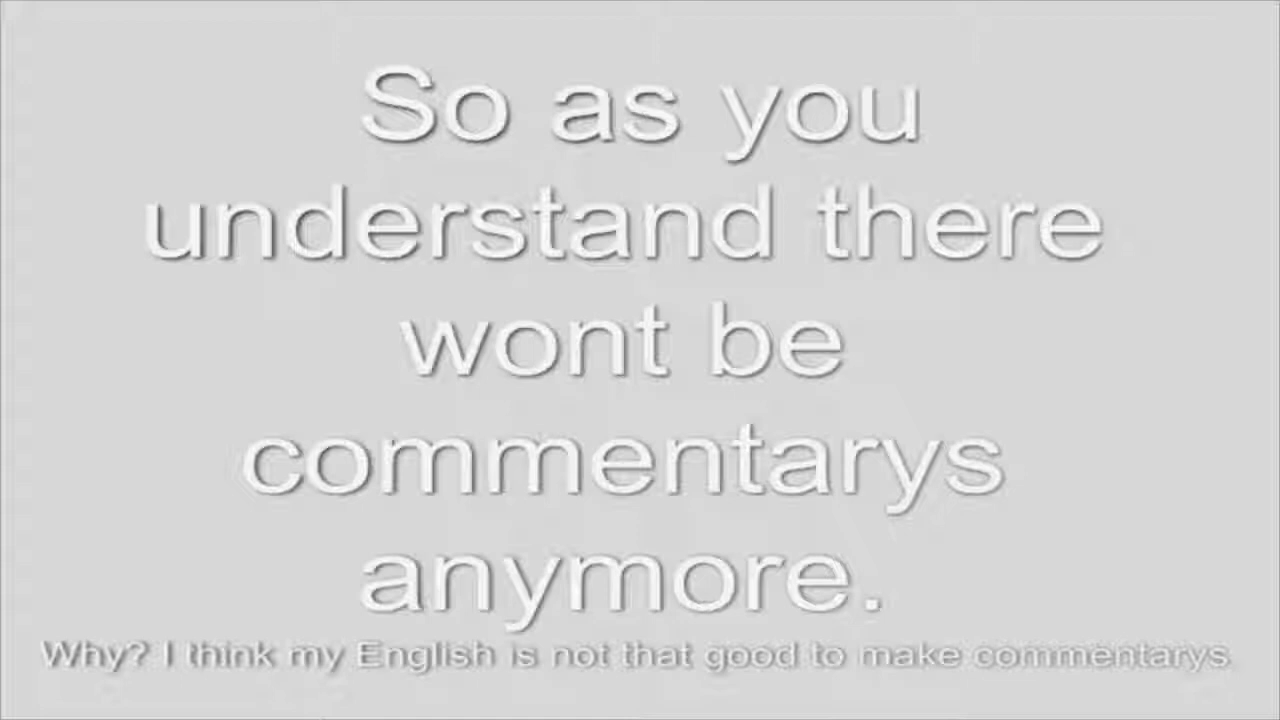 So as you
understand there
wont be
commentarys
anymore.
Why? I think my English is not that good to make commentarys